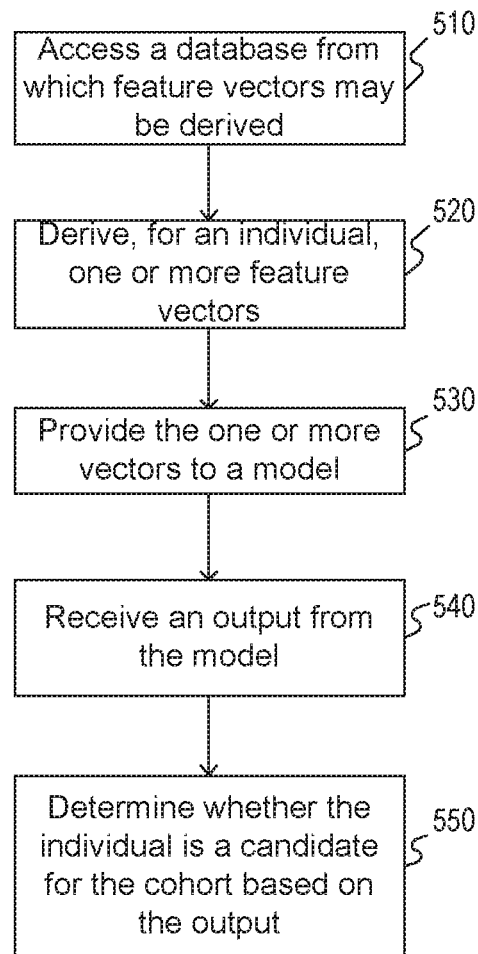 510
Access a database from
which feature vectors may
be derived
520
Derive, for an individual,
one or more feature
vectors
530
Provide the one or more
vectors to a model
540
Receive an output from
the model
550
Determine whether the
individual is a candidate
for the cohort based on
the output